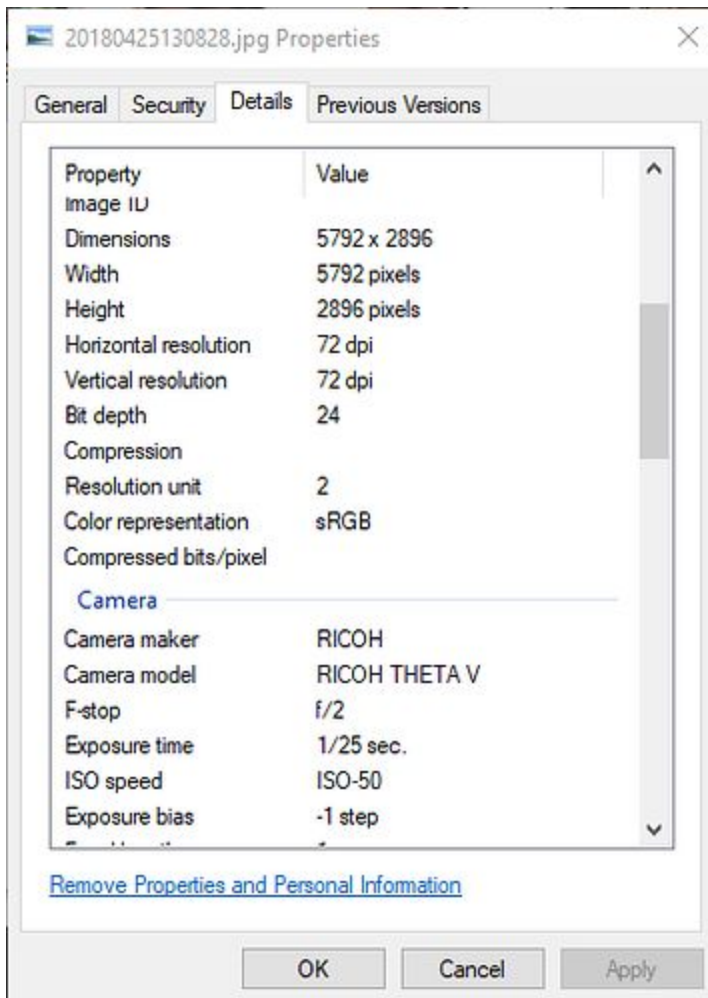 20180425130828.jpg Properties
General Security Details Previous Versions
Property Value
Image ID
Dimensions 5792 x 2896
Width 5792 pixels
Height 2896 pixels
Horizontal resolution 72 dpi
Vertical resolution 72 dpi
Bit depth 24
Compression
Resolution unit 2
Color representation sRGB
Compressed bits/pixel
Camera
Camera maker RICOH
Camera model RICOH THETA V
F-stop f/2
Exposure time 1/25 sec.
ISO speed ISO-50
Exposure bias -1 step
Remove Properties and Personal Information
OK Cancel Apply